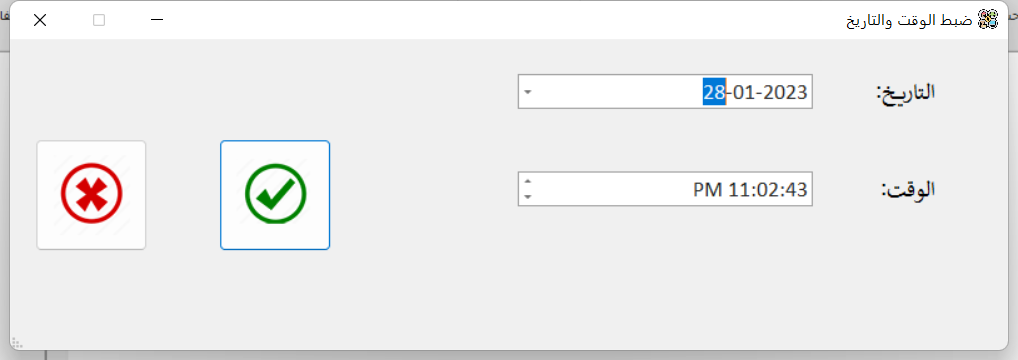 ضبط الوقت والتاريخ
التاريخ:
28-01-2023
الوقت:
PM 11:02:43